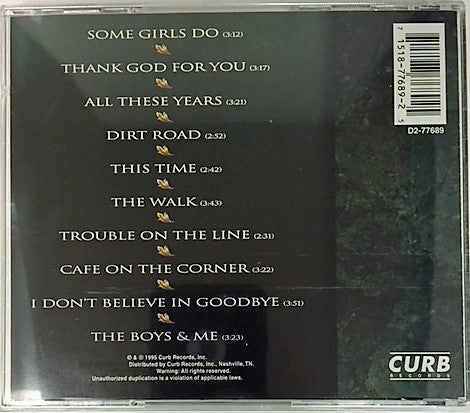 SOME GIRLS DO (3:12)
THANK GOD FOR YOU (3:17)
ALL THESE YEARS (3:21)
DIRT ROAD (2:52)
THIS TIME (2:42)
THE WALK (3:43)
TROUBLE ON THE LINE (2:31)
CAFE ON THE CORNER (3:22)
I DON'T BELIEVE IN GOODBYE (3:51)
THE BOYS & ME (3:23)
© & ℗ 1995 Curb Records, Inc.
Distributed by Curb Records, Inc., Nashville, TN.
Warning: All rights reserved.
Unauthorized duplication is a violation of applicable laws.
7 1518-77689-2 5
D2-77689
CURB
RECORDS